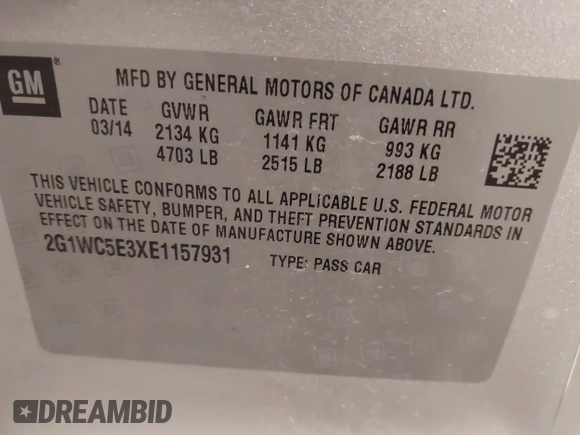 GM ®
MFD BY GENERAL MOTORS OF CANADA LTD.
DATE GVWR GAWR FRT GAWR RR
03/14 2134 KG 1141 KG 993 KG
4703 LB 2515 LB 2188 LB
THIS VEHICLE CONFORMS TO ALL APPLICABLE U.S. FEDERAL MOTOR
VEHICLE SAFETY, BUMPER, AND THEFT PREVENTION STANDARDS IN
EFFECT ON THE DATE OF MANUFACTURE SHOWN ABOVE.
2G1WC5E3XE1157931 TYPE: PASS CAR
DREAMBID